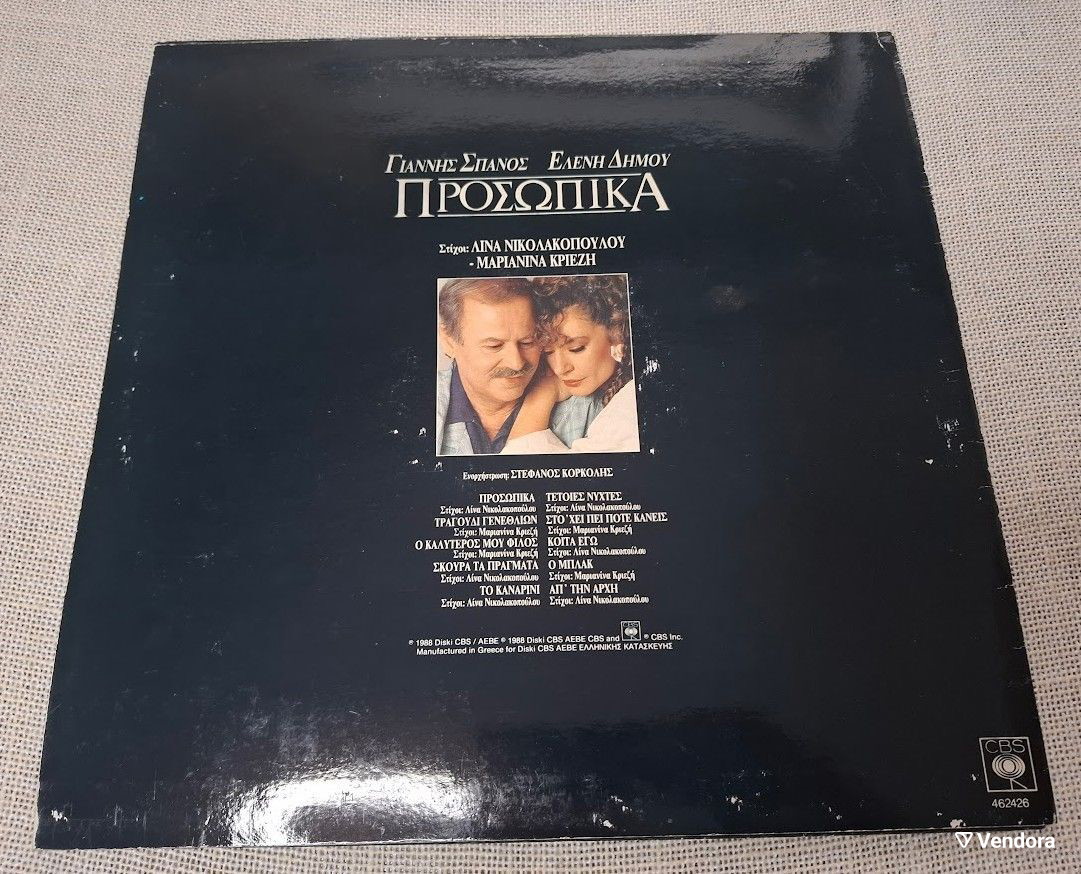 ΓΙΑΝΝΗΣ ΣΠΑΝΟΣ ΕΛΕΝΗ ΔΗΜΟΥ
ΠΡΟΣΩΠΙΚΑ
Στίχοι: ΛΙΝΑ ΝΙΚΟΛΑΚΟΠΟΥΛΟΥ
- ΜΑΡΙΑΝΙΝΑ ΚΡΙΕΖΗ
Ενορχήστρωση: ΣΤΕΦΑΝΟΣ ΚΟΡΚΟΛΗΣ
ΠΡΟΣΩΠΙΚΑ
Στίχοι: Λίνα Νικολακοπούλου
ΤΡΑΓΟΥΔΙ ΓΕΝΕΘΛΙΩΝ
Στίχοι: Μαριανίνα Κριεζή
Ο ΚΑΛΥΤΕΡΟΣ ΜΟΥ ΦΙΛΟΣ
Στίχοι: Μαριανίνα Κριεζή
ΣΚΟΥΡΑ ΤΑ ΠΡΑΓΜΑΤΑ
Στίχοι: Λίνα Νικολακοπούλου
ΤΟ ΚΑΝΑΡΙΝΙ
Στίχοι: Λίνα Νικολακοπούλου
ΤΕΤΟΙΕΣ ΝΥΧΤΕΣ
Στίχοι: Λίνα Νικολακοπούλου
ΣΤΟ 'ΧΕΙ ΠΕΙ ΠΟΤΕ ΚΑΝΕΙΣ
Στίχοι: Μαριανίνα Κριεζή
ΚΟΙΤΑ ΕΓΩ
Στίχοι: Λίνα Νικολακοπούλου
Ο ΜΠΛΑΚ
Στίχοι: Μαριανίνα Κριεζή
ΑΠ' ΤΗΝ ΑΡΧΗ
Στίχοι: Λίνα Νικολακοπούλου
℗ 1988 Diski CBS / AEBE © 1988 Diski CBS AEBE CBS and CBS ® CBS Inc.
Manufactured in Greece for Diski CBS AEBE ΕΛΛΗΝΙΚΗΣ ΚΑΤΑΣΚΕΥΗΣ
CBS
462426
Vendora